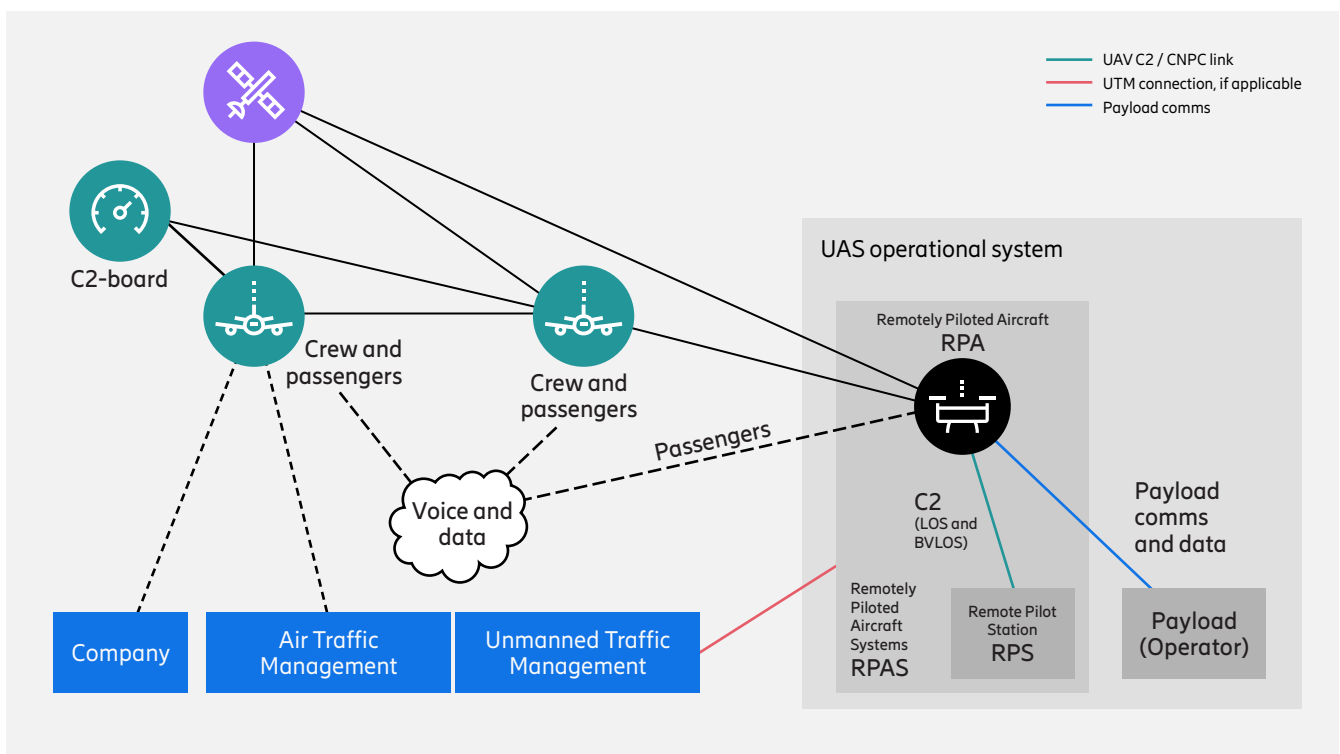 UAV C2 / CNPC link
UTM connection, if applicable
Payload comms
C2-board
UAS operational system
Remotely Piloted Aircraft
RPA
Crew and
passengers
Crew and
passengers
Passengers
Voice and
data
C2
(LOS and
BVLOS)
Payload
comms
and data
Remotely
Piloted
Aircraft
Systems
RPAS
Remote Pilot
Station
RPS
Payload
(Operator)
Company
Air Traffic
Management
Unmanned Traffic
Management